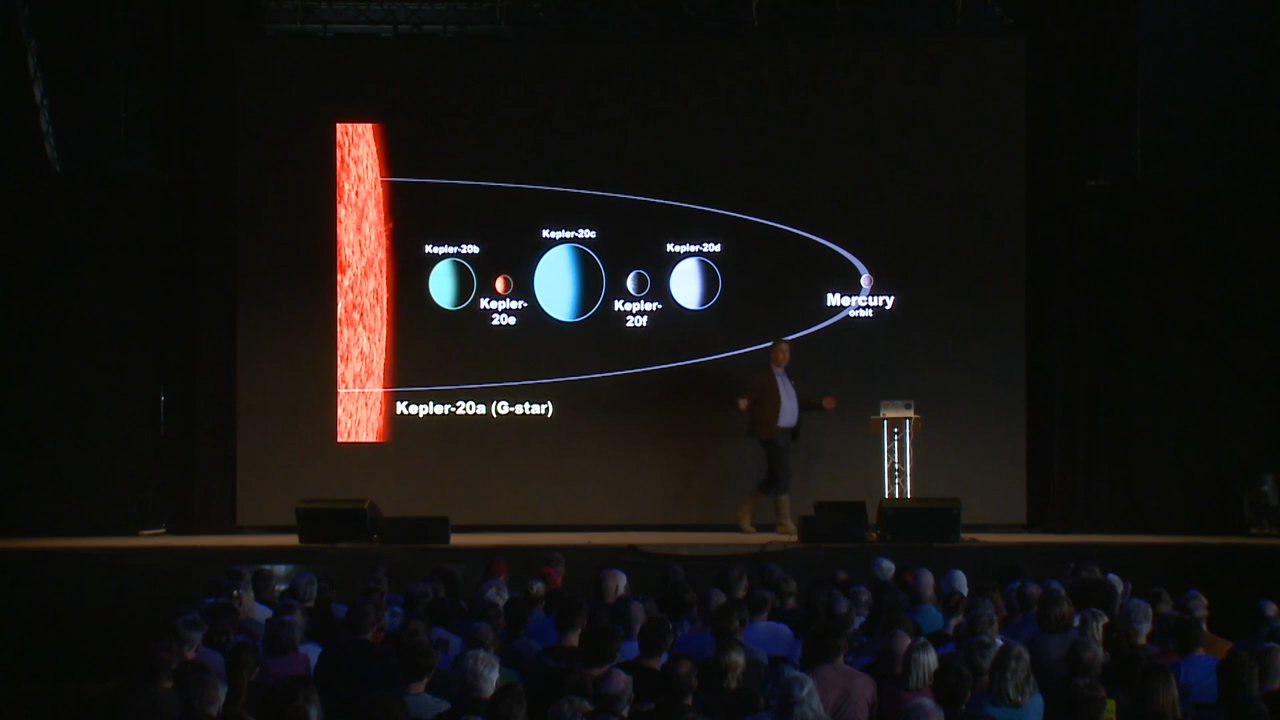 Kepler-20c
Kepler-20b
Kepler-20d
Kepler-
20e
Kepler-
20f
Mercury
orbit
Kepler-20a (G-star)